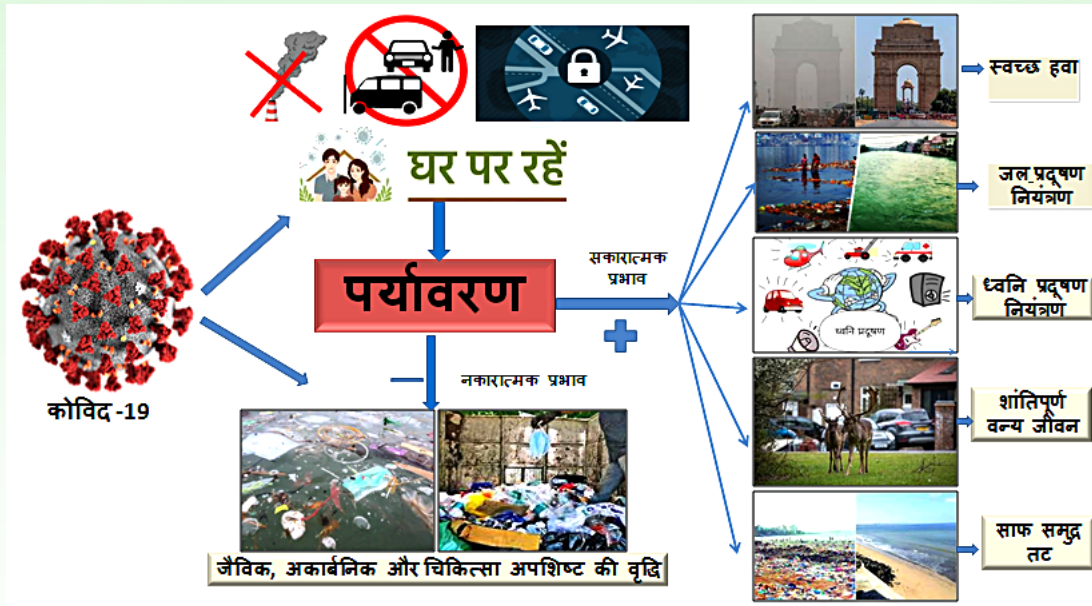 घर पर रहें
पर्यावरण
सकारात्मक
प्रभाव
नकारात्मक प्रभाव
कोविद -19
जैविक, अकार्बनिक और चिकित्सा अपशिष्ट की वृद्धि
स्वच्छ हवा
जल प्रदूषण
नियंत्रण
ध्वनि प्रदूषण
ध्वनि प्रदूषण
नियंत्रण
शांतिपूर्ण
वन्य जीवन
साफ समुद्र
तट